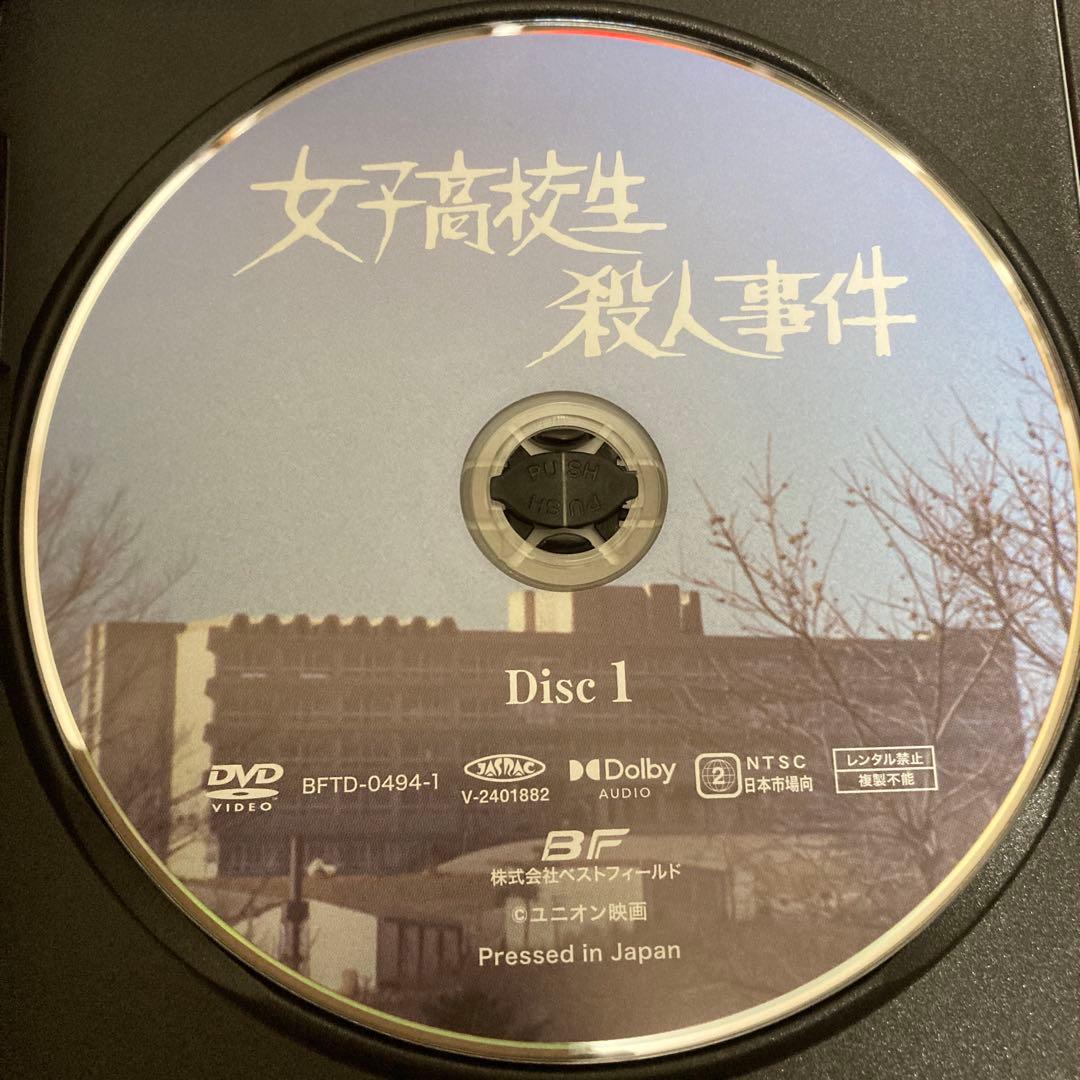 女子高校生
殺人事件
PUSH
PUSH
Disc 1
DVD
VIDEO
BFTD-0494-1
JASRAC
V-2401882
Dolby
AUDIO
2
NTSC
日本市場向
レンタル禁止
複製不能
BF
株式会社ベストフィールド
©ユニオン映画
Pressed in Japan